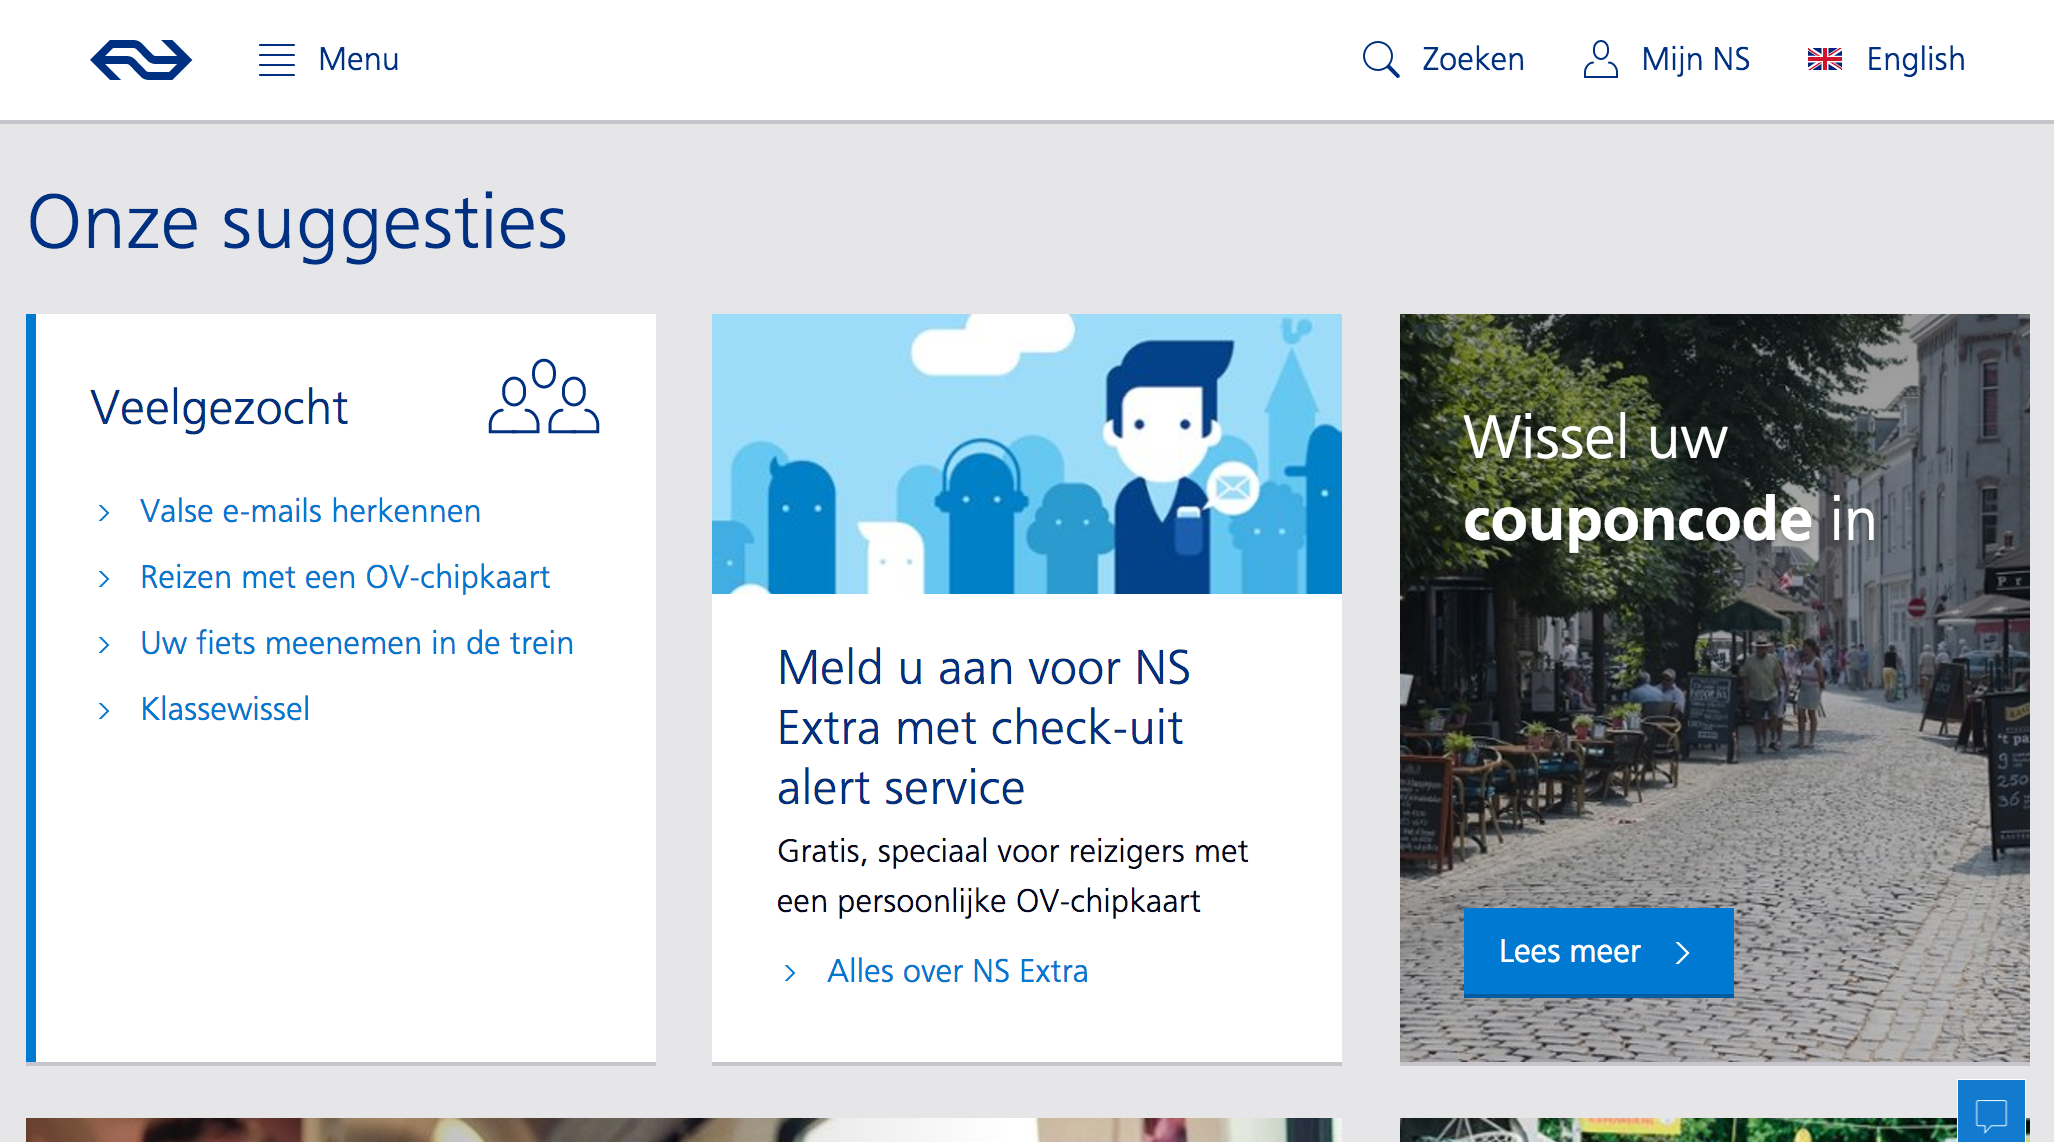 Menu
Zoeken
Mijn NS
English
Onze suggesties
Veelgezocht
Valse e-mails herkennen
Reizen met een OV-chipkaart
Uw fiets meenemen in de trein
Klassewissel
Meld u aan voor NS
Extra met check-uit
alert service
Gratis, speciaal voor reizigers met
een persoonlijke OV-chipkaart
Alles over NS Extra
Wissel uw
couponcode in
Lees meer